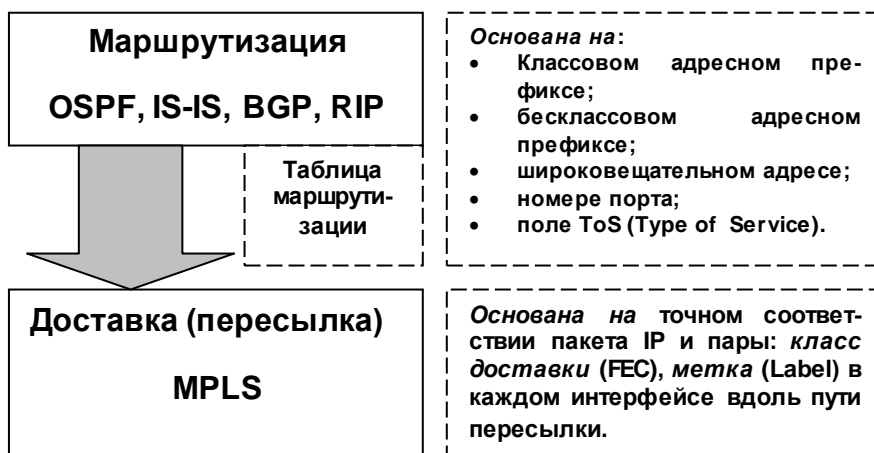 Маршрутизация
OSPF, IS-IS, BGP, RIP
Таблица
маршрути-
зации
Доставка (пересылка)
MPLS
Основана на:
• Классовом адресном пре-
фиксе;
• бесклассовом адресном
префиксе;
• широковещательном адресе;
• номере порта;
• поле ToS (Type of Service).
Основана на точном соответ-
ствии пакета IP и пары: класс
доставки (FEC), метка (Label) в
каждом интерфейсе вдоль пути
пересылки.